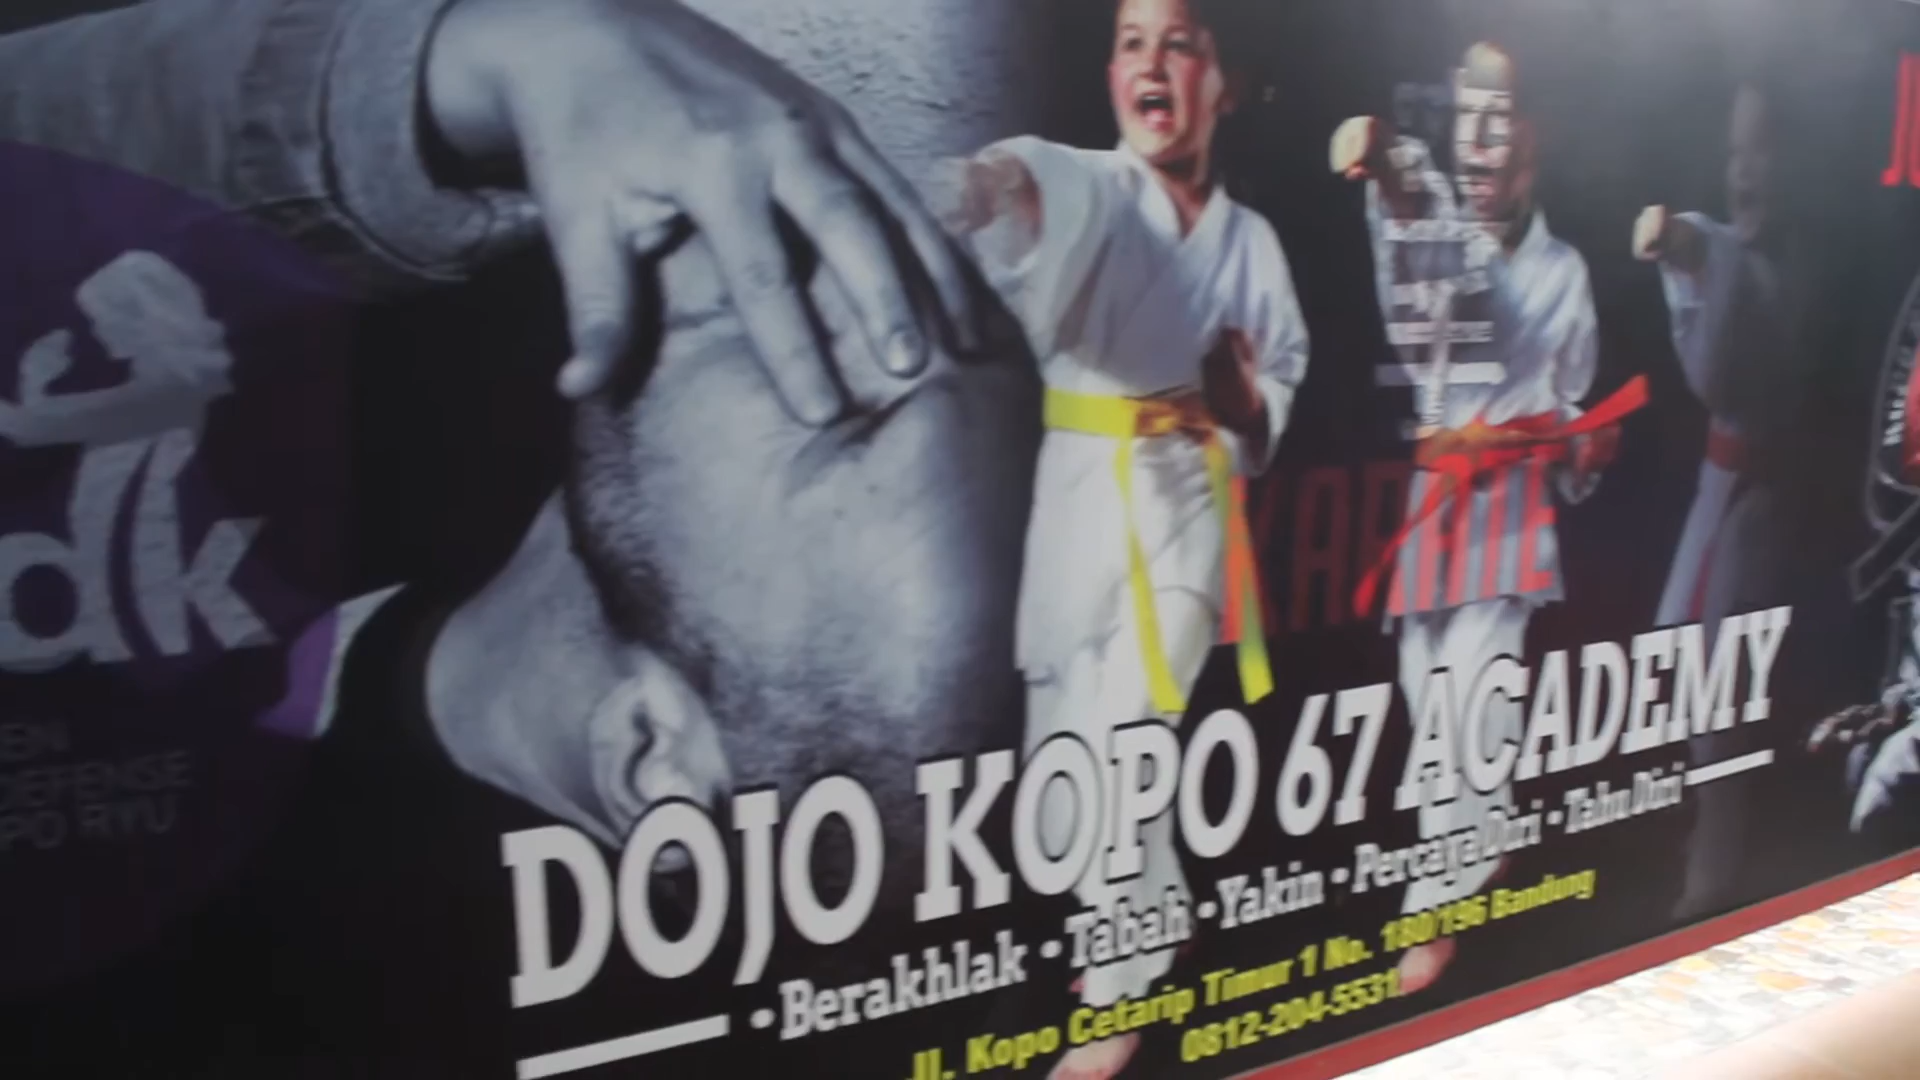 dk
DEFENSE
PO RYU
KARATE
DOJO KOPO 67 ACADEMY
• Berakhlak • Tabah • Yakin • Percaya Diri • Tahu Diri
Jl. Kopo Cetarip Timur 1 No. 180/196 Bandung
0812-204-5531